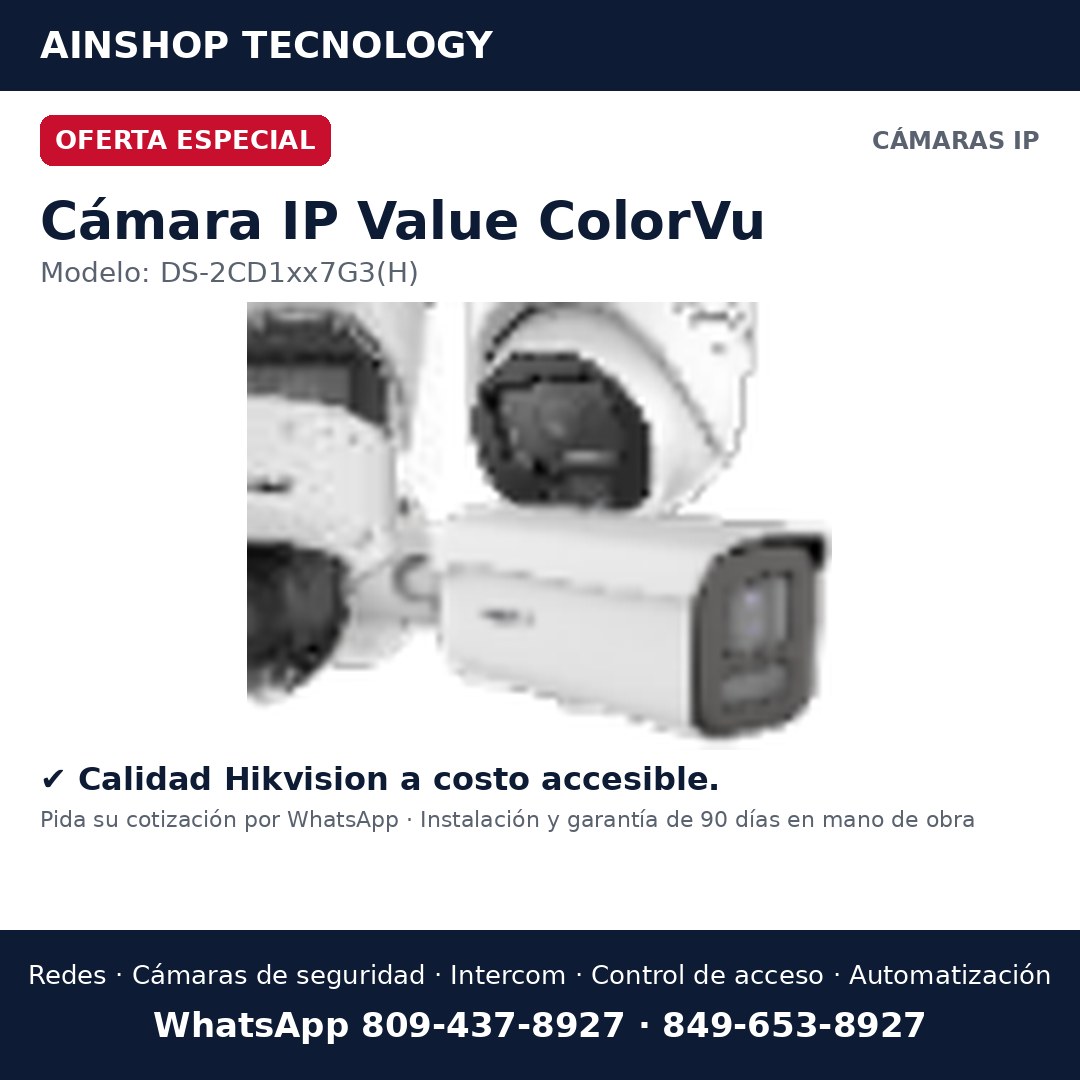 AINSHOP TECNOLOGY
OFERTA ESPECIAL
CÁMARAS IP
Cámara IP Value ColorVu
Modelo: DS-2CD1xx7G3(H)
✔ Calidad Hikvision a costo accesible.
Pida su cotización por WhatsApp · Instalación y garantía de 90 días en mano de obra
Redes · Cámaras de seguridad · Intercom · Control de acceso · Automatización
WhatsApp 809-437-8927 · 849-653-8927